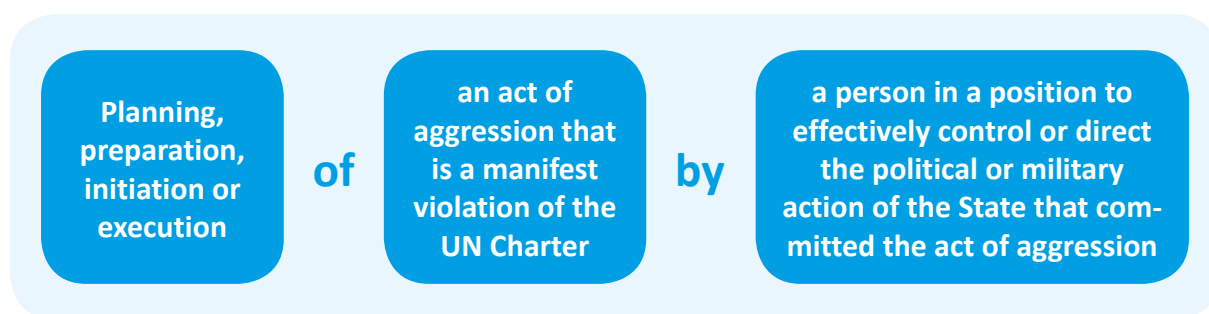 Planning,
preparation,
initiation or
execution
of
an act of
aggression that
is a manifest
violation of the
UN Charter
by
a person in a position to
effectively control or direct
the political or military
action of the State that com-
mitted the act of aggression